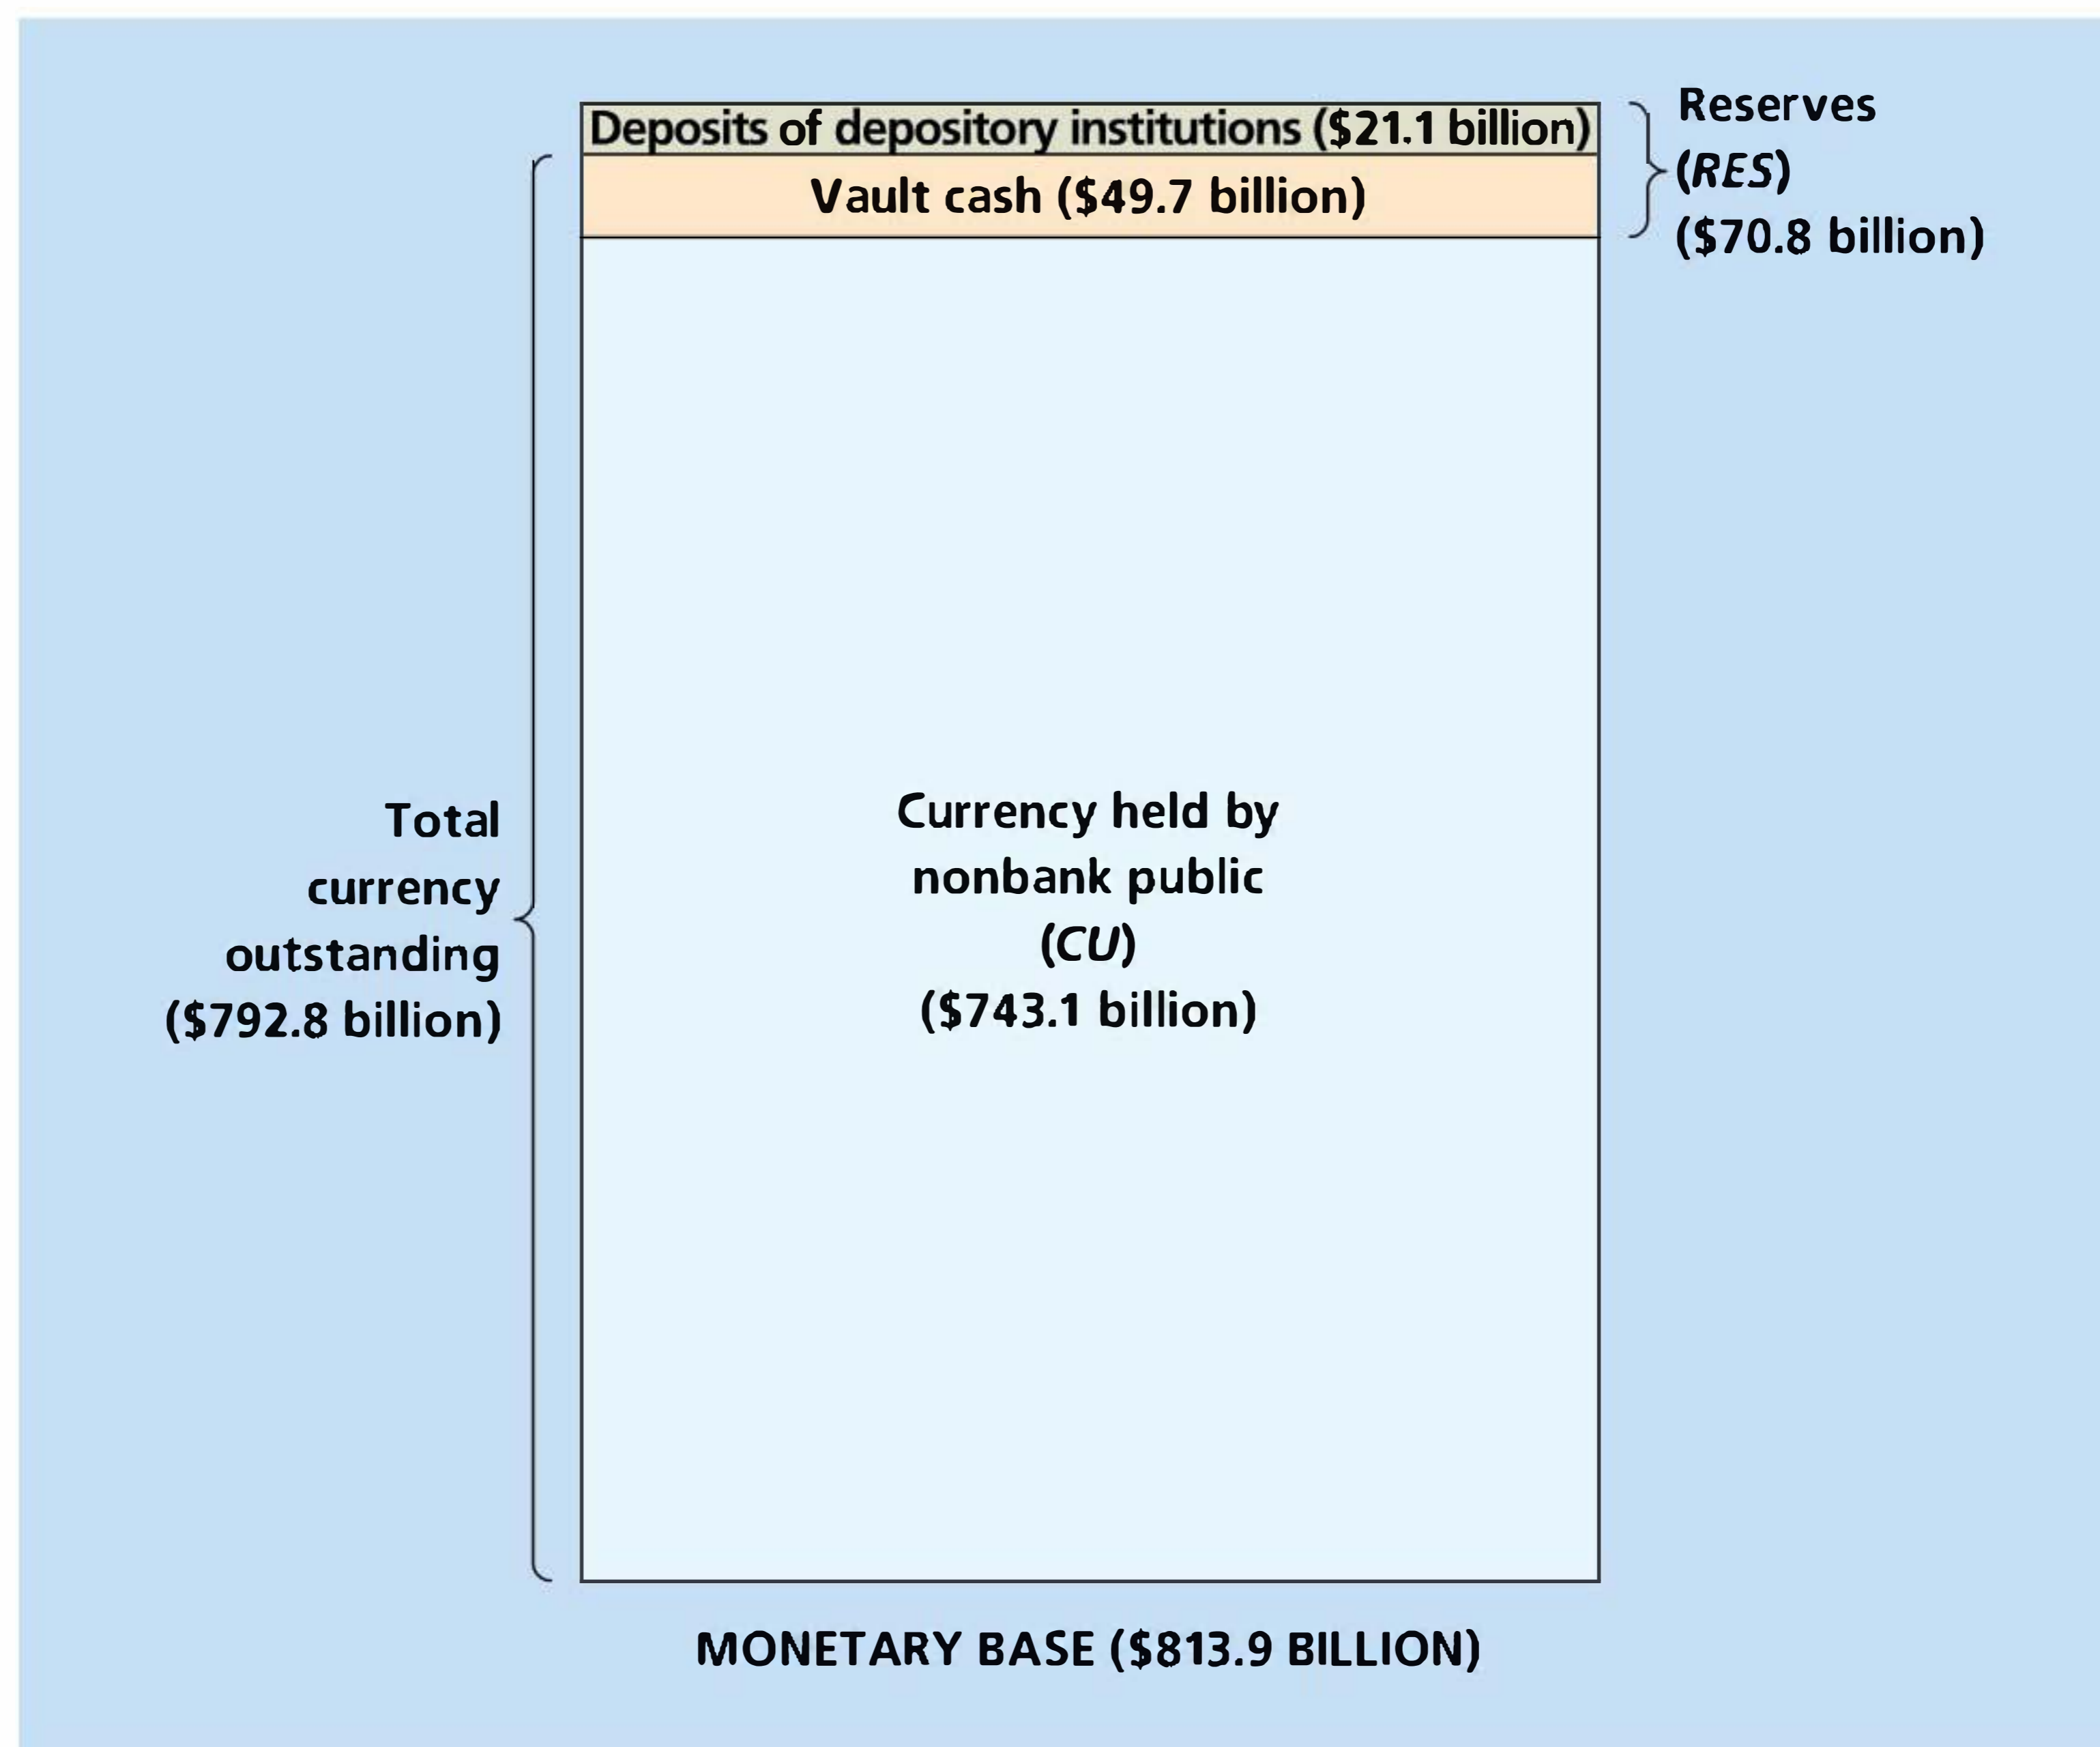 Deposits of depository institutions ($21.1 billion)
Vault cash ($49.7 billion)
Reserves
(RES)
($70.8 billion)
Total
currency
outstanding
($792.8 billion)
Currency held by
nonbank public
(CU)
($743.1 billion)
MONETARY BASE ($813.9 BILLION)